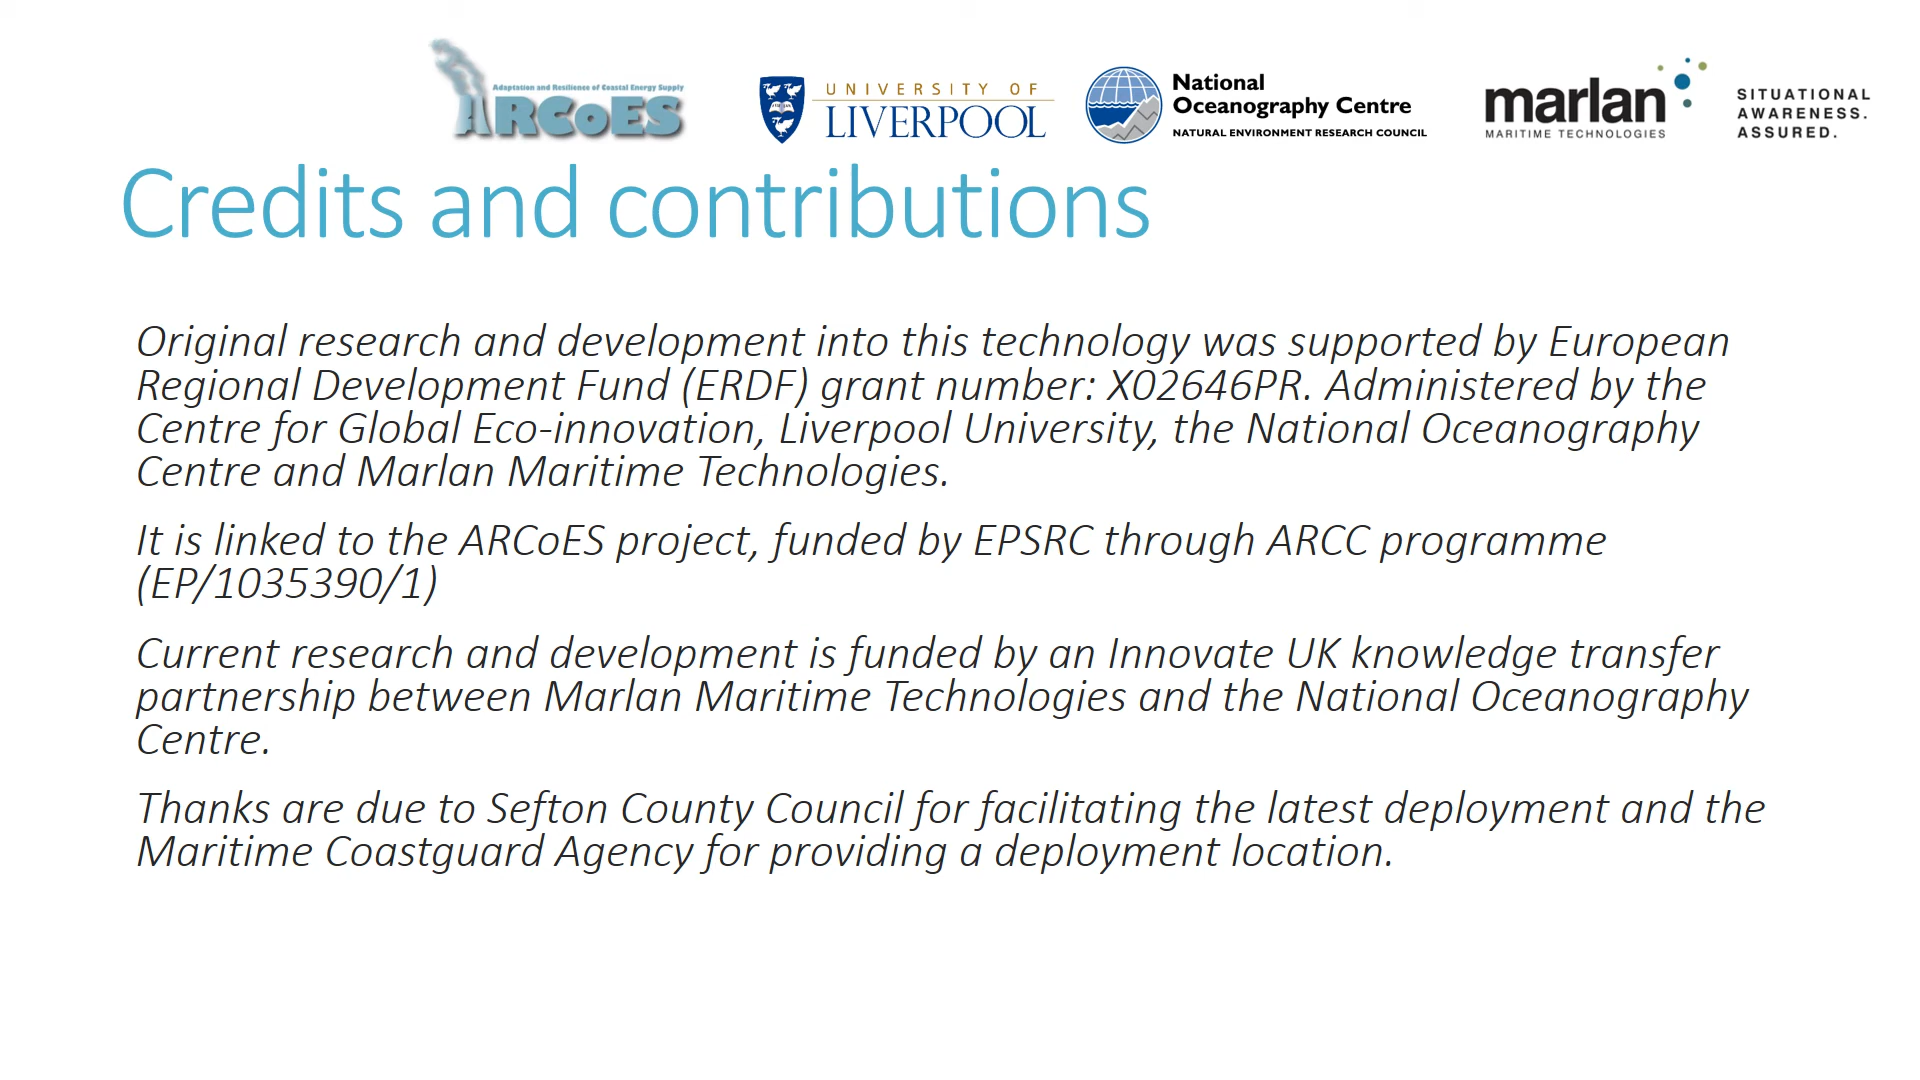 Adaptation and Resilience of Coastal Energy Supply
ARCoES
UNIVERSITY OF
LIVERPOOL
National
Oceanography Centre
NATURAL ENVIRONMENT RESEARCH COUNCIL
marlan
MARITIME TECHNOLOGIES
SITUATIONAL
AWARENESS.
ASSURED.
Credits and contributions
Original research and development into this technology was supported by European
Regional Development Fund (ERDF) grant number: X02646PR. Administered by the
Centre for Global Eco-innovation, Liverpool University, the National Oceanography
Centre and Marlan Maritime Technologies.
It is linked to the ARCoES project, funded by EPSRC through ARCC programme
(EP/1035390/1)
Current research and development is funded by an Innovate UK knowledge transfer
partnership between Marlan Maritime Technologies and the National Oceanography
Centre.
Thanks are due to Sefton County Council for facilitating the latest deployment and the
Maritime Coastguard Agency for providing a deployment location.